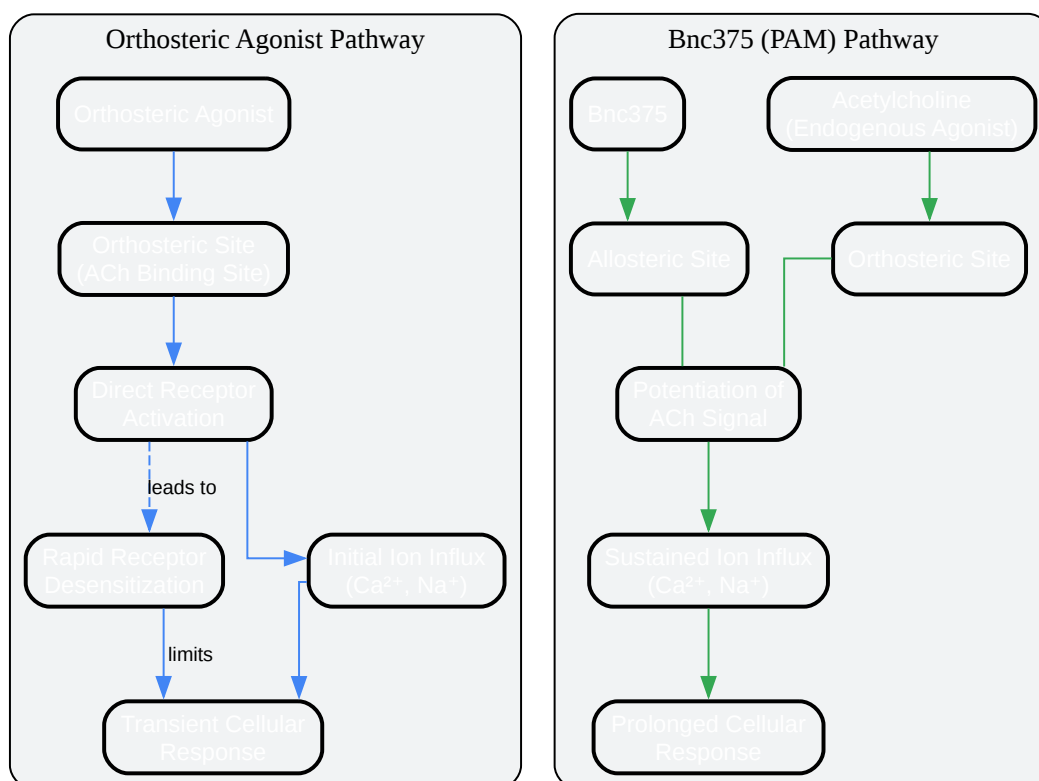 Orthosteric Agonist Pathway
Orthosteric Agonist
Orthosteric Site
(ACh Binding Site)
Direct Receptor
Activation
leads to
Rapid Receptor
Desensitization
Initial Ion Influx
(Ca²⁺, Na⁺)
limits
Transient Cellular
Response
Bnc375 (PAM) Pathway
Bnc375
Acetylcholine
(Endogenous Agonist)
Allosteric Site
Orthosteric Site
Potentiation of
ACh Signal
Sustained Ion Influx
(Ca²⁺, Na⁺)
Prolonged Cellular
Response